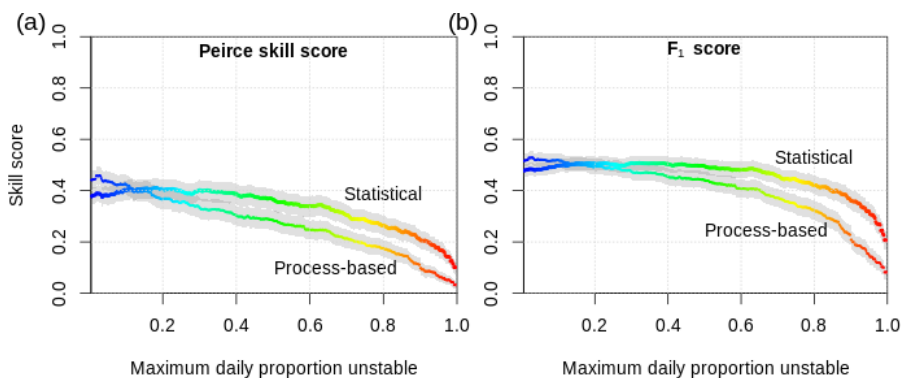 (a)
Peirce skill score
Skill score
1.0
0.8
0.6
0.4
0.2
0.0
Statistical
Process-based
0.2 0.4 0.6 0.8 1.0
Maximum daily proportion unstable
(b)
F₁ score
1.0
0.8
0.6
0.4
0.2
0.0
Statistical
Process-based
0.2 0.4 0.6 0.8 1.0
Maximum daily proportion unstable